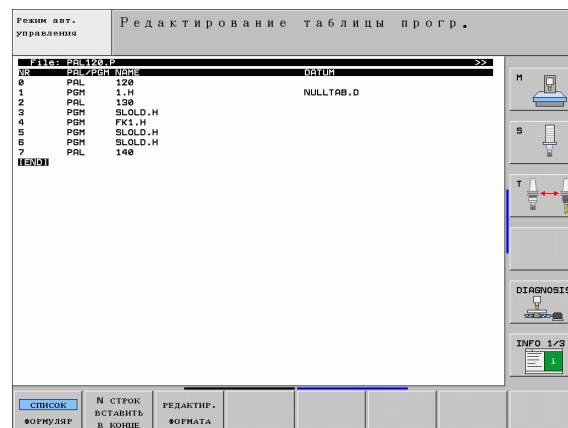 Режим авт.
управления
Редактирование таблицы прогр.
File: PAL120.P >>
NR PAL/PGM NAME DATUM
0 PAL 120
1 PGM 1.H NULLTAB.D
2 PAL 130
3 PGM SLOLD.H
4 PGM FK1.H
5 PGM SLOLD.H
6 PGM SLOLD.H
7 PAL 140
[END]
M
S
T
DIAGNOSIS
INFO 1/3
СПИСОК
ФОРМУЛЯР
N СТРОК
ВСТАВИТЬ
В КОНЦЕ
РЕДАКТИР.
ФОРМАТА